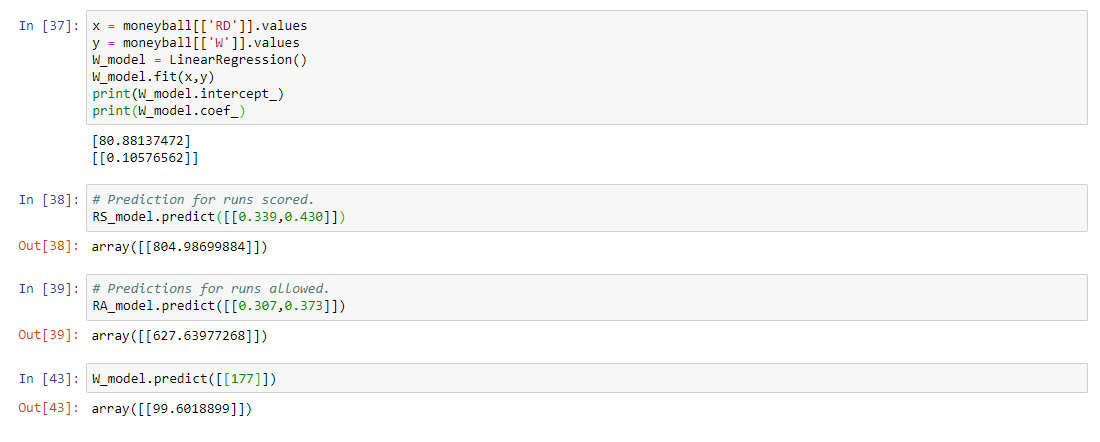 In [37]: x = moneyball[['RD']].values
y = moneyball[['W']].values
W_model = LinearRegression()
W_model.fit(x,y)
print(W_model.intercept_)
print(W_model.coef_)
[80.88137472]
[[0.10576562]]
In [38]: # Prediction for runs scored.
RS_model.predict([[0.339,0.430]])
Out[38]: array([[804.98699884]])
In [39]: # Predictions for runs allowed.
RA_model.predict([[0.307,0.373]])
Out[39]: array([[627.63977268]])
In [43]: W_model.predict([[177]])
Out[43]: array([[99.6018899]])